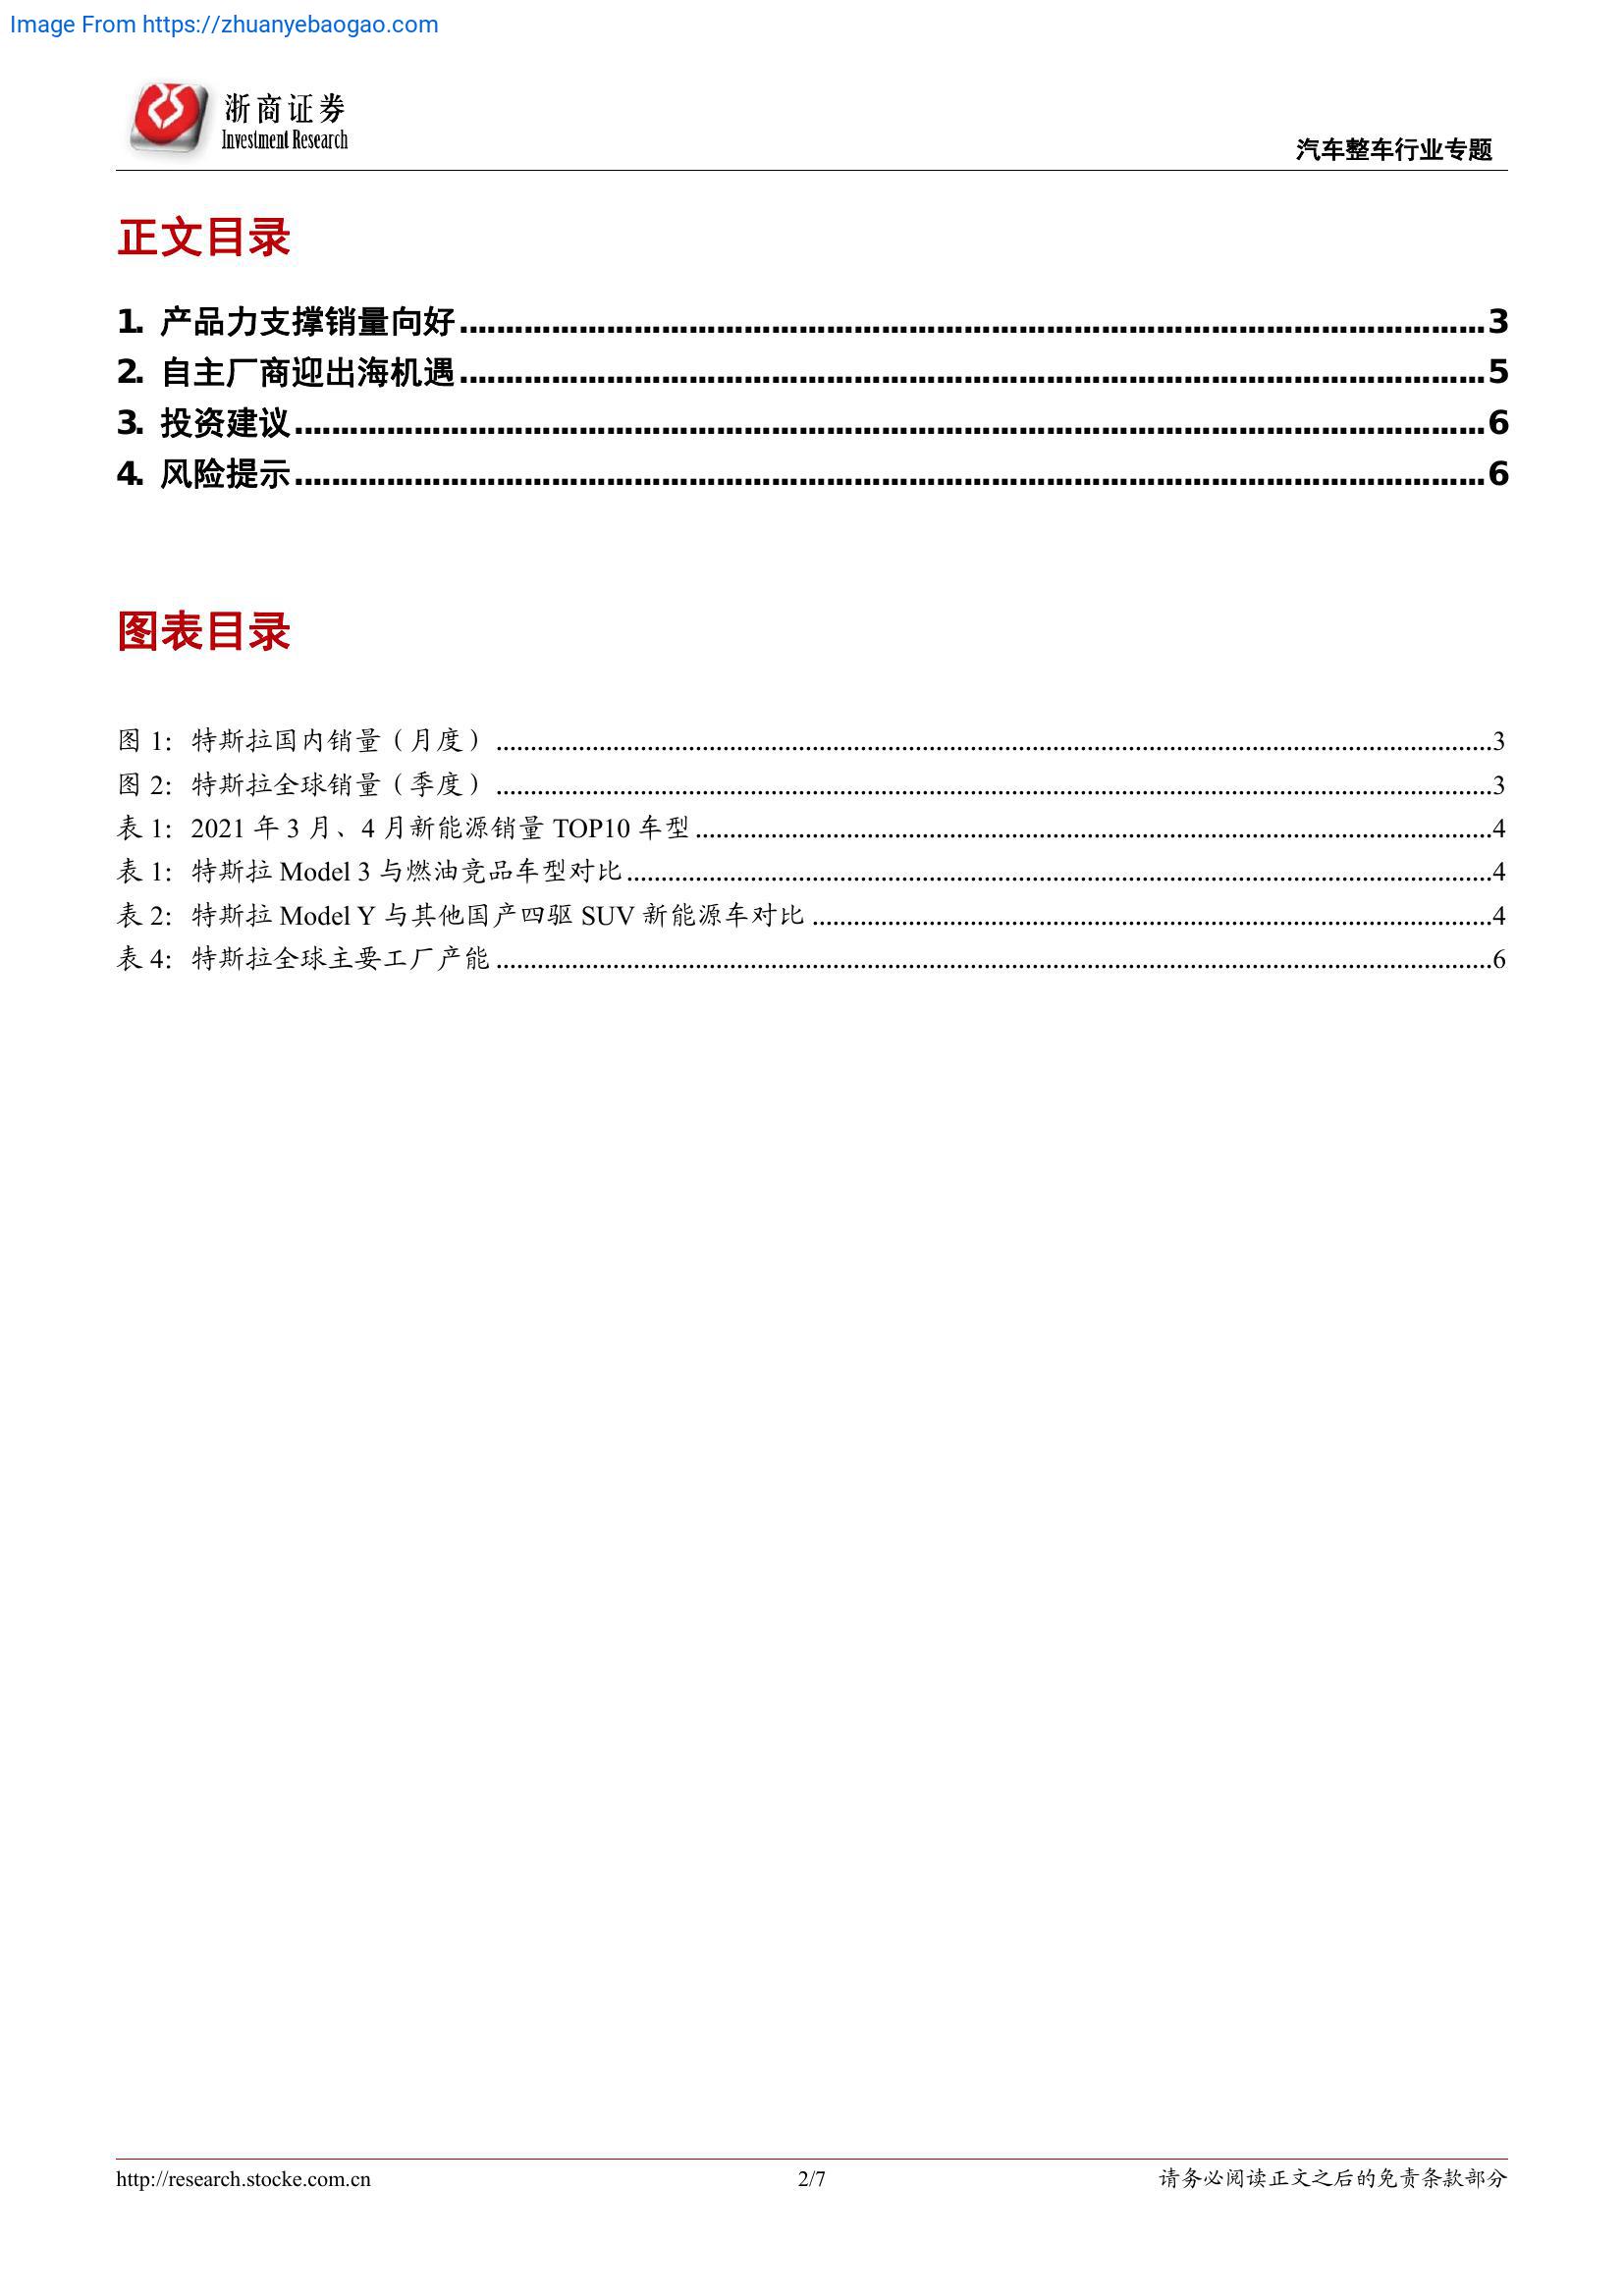 Image From https://zhuanyebaogao.com
浙商证券
Investment Research
汽车整车行业专题
正文目录
1. 产品力支撑销量向好........................................................................3
2. 自主厂商迎出海机遇........................................................................5
3. 投资建议........................................................................6
4. 风险提示........................................................................6
图表目录
图 1：特斯拉国内销量（月度）........................................................................3
图 2：特斯拉全球销量（季度）........................................................................3
表 1：2021 年 3 月、4 月新能源销量 TOP10 车型........................................................................4
表 1：特斯拉 Model 3 与燃油竞品车型对比........................................................................4
表 2：特斯拉 Model Y 与其他国产四驱 SUV 新能源车对比........................................................................4
表 4：特斯拉全球主要工厂产能........................................................................6
http://research.stocke.com.cn 2/7 请务必阅读正文之后的免责条款部分